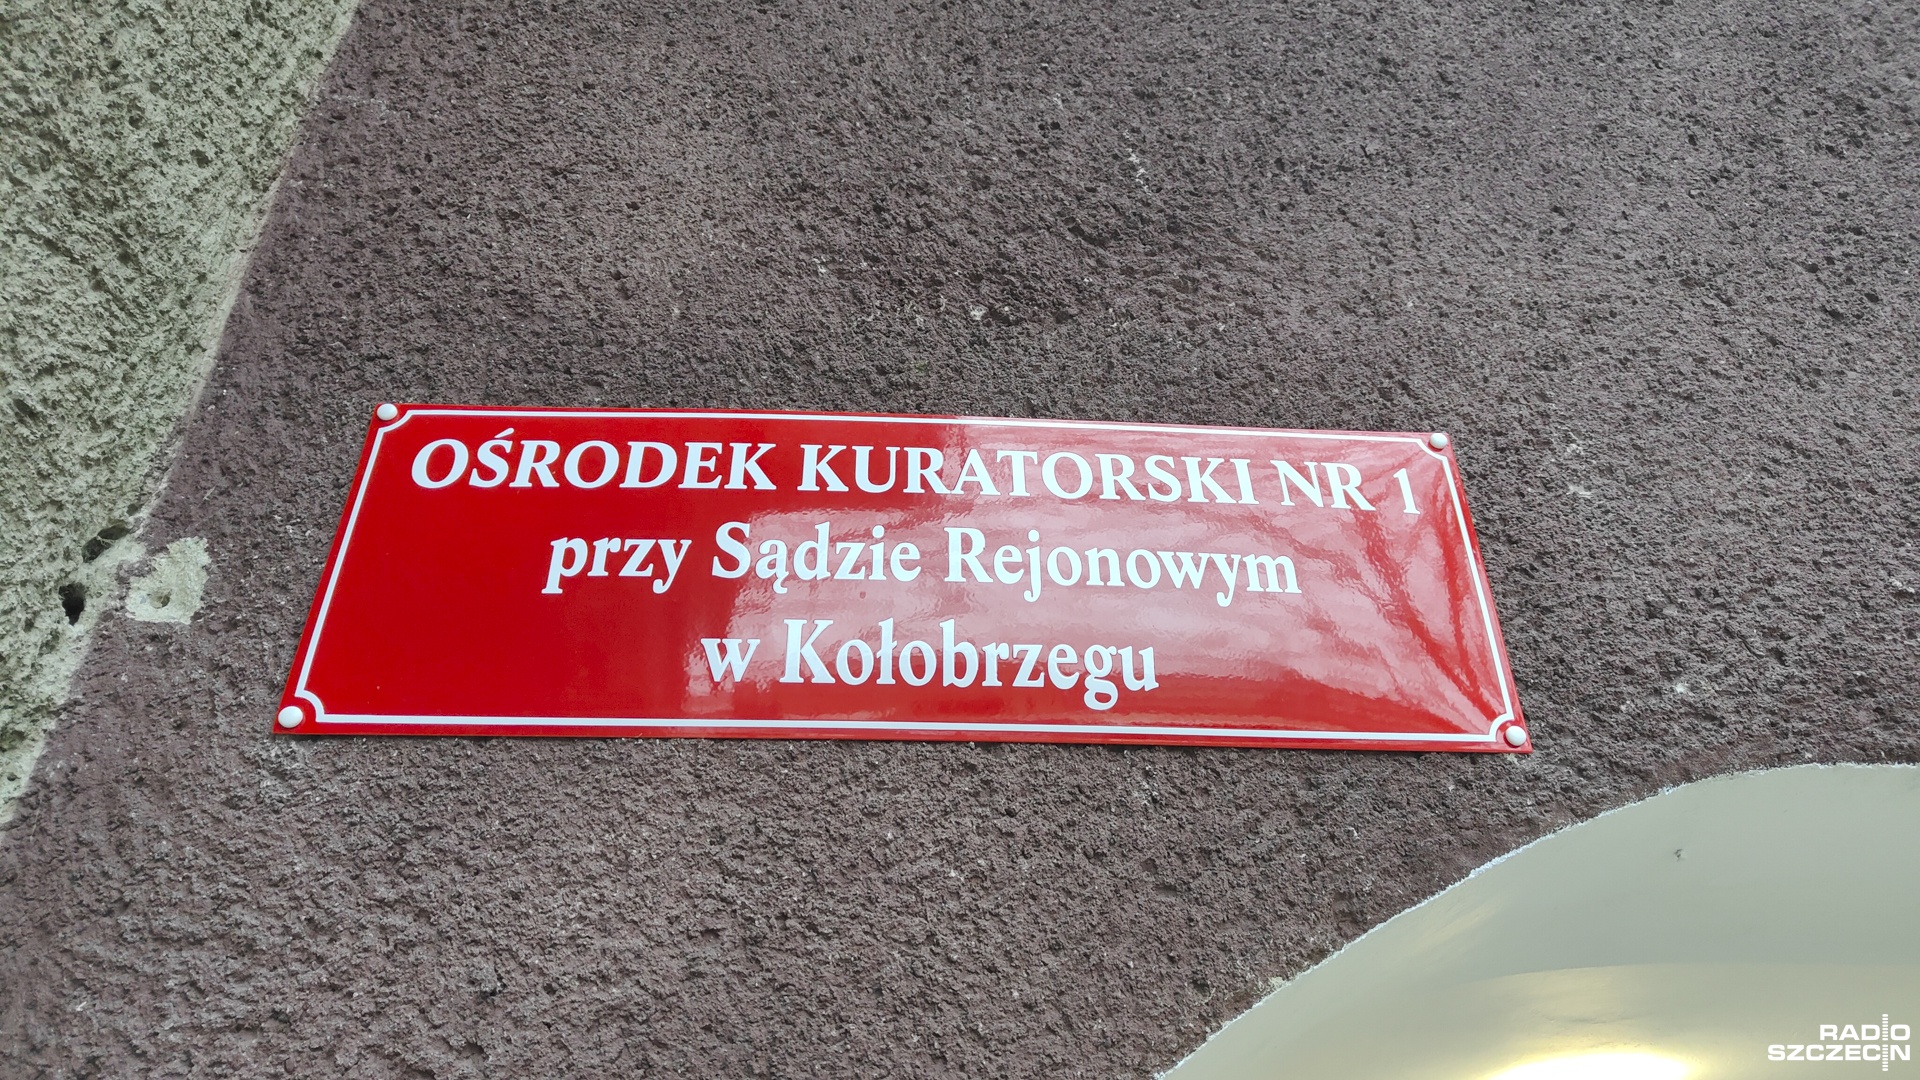 OŚRODEK KURATORSKI NR 1
przy Sądzie Rejonowym
w Kołobrzegu
RADIO
SZCZECIN